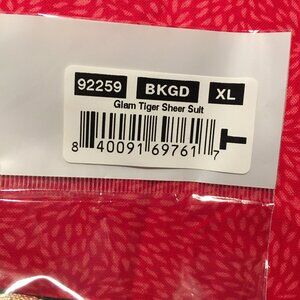 92259 BKGD XL
Glam Tiger Sheer Suit
8 40091 69761 7
T